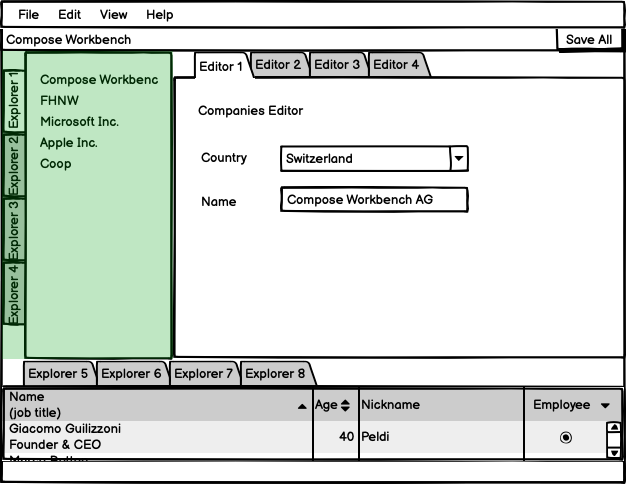 File Edit View Help
Compose Workbench Save All
Editor 1 Editor 2 Editor 3 Editor 4
Explorer 1
Explorer 2
Explorer 3
Explorer 4
Compose Workbenc
FHNW
Microsoft Inc.
Apple Inc.
Coop
Companies Editor
Country Switzerland
Name Compose Workbench AG
Explorer 5 Explorer 6 Explorer 7 Explorer 8
Name
(job title) Age Nickname Employee
Giacomo Guilizzoni
Founder & CEO 40 Peldi